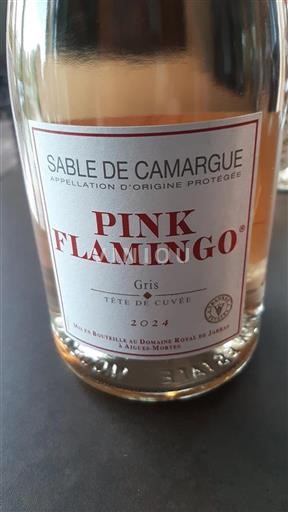 SABLE DE CAMARGUE
APPELLATION D'ORIGINE PROTÉGÉE
PINK
FLAMINGO®
Gris
TÊTE DE CUVÉE
2024
MIS EN BOUTEILLE AU DOMAINE ROYAL DE JARRAS
À AIGUES-MORTES